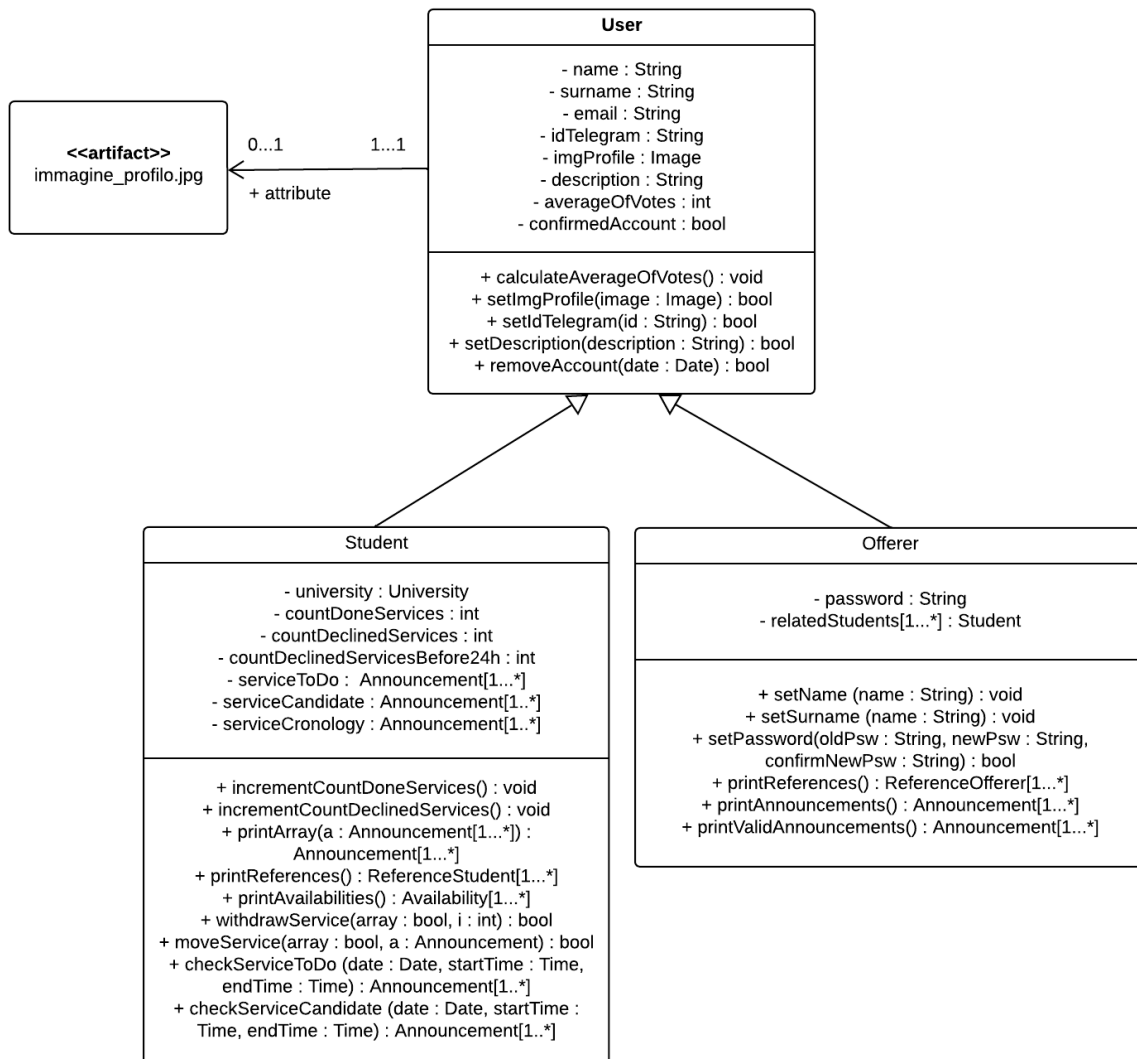 User
- name : String
- surname : String
- email : String
- idTelegram : String
- imgProfile : Image
- description : String
- averageOfVotes : int
- confirmedAccount : bool
+ calculateAverageOfVotes() : void
+ setImgProfile(image : Image) : bool
+ setIdTelegram(id : String) : bool
+ setDescription(description : String) : bool
+ removeAccount(date : Date) : bool
<<artifact>>
immagine_profilo.jpg
0...1
1...1
+ attribute
Student
- university : University
- countDoneServices : int
- countDeclinedServices : int
- countDeclinedServicesBefore24h : int
- serviceToDo : Announcement[1...*]
- serviceCandidate : Announcement[1..*]
- serviceCronology : Announcement[1...*]
+ incrementCountDoneServices() : void
+ incrementCountDeclinedServices() : void
+ printArray(a : Announcement[1...*]) :
Announcement[1...*]
+ printReferences() : ReferenceStudent[1...*]
+ printAvailabilities() : Availability[1...*]
+ withdrawService(array : bool, i : int) : bool
+ moveService(array : bool, a : Announcement) : bool
+ checkServiceToDo (date : Date, startTime : Time,
endTime : Time) : Announcement[1..*]
+ checkServiceCandidate (date : Date, startTime :
Time, endTime : Time) : Announcement[1..*]
Offerer
- password : String
- relatedStudents[1...*] : Student
+ setName (name : String) : void
+ setSurname (name : String) : void
+ setPassword(oldPsw : String, newPsw : String,
confirmNewPsw : String) : bool
+ printReferences() : ReferenceOfferer[1...*]
+ printAnnouncements() : Announcement[1...*]
+ printValidAnnouncements() : Announcement[1...*]